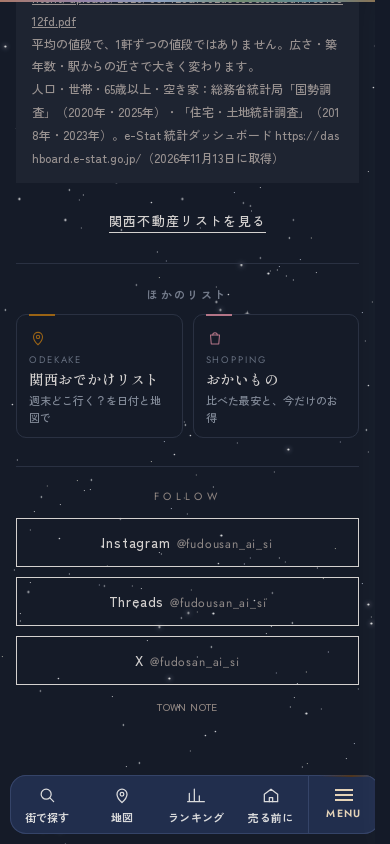 12fd.pdf
平均の値段で、1軒ずつの値段ではありません。広さ・築
年数・駅からの近さで大きく変わります。
人口・世帯・65歳以上・空き家：総務省統計局「国勢調
査」（2020年・2025年）・「住宅・土地統計調査」（201
8年・2023年）。e-Stat 統計ダッシュボード https://das
hboard.e-stat.go.jp/（2026年11月13日に取得）
関西不動産リストを見る
ほかのリスト
ODEKAKE
関西おでかけリスト
週末どこ行く？を日付と地
図で
SHOPPING
おかいもの
比べた最安と、今だけのお
得
FOLLOW
Instagram @fudousan_ai_si
Threads @fudousan_ai_si
X @fudosan_ai_si
TOWN NOTE
街で探す
地図
ランキング
売る前に
MENU